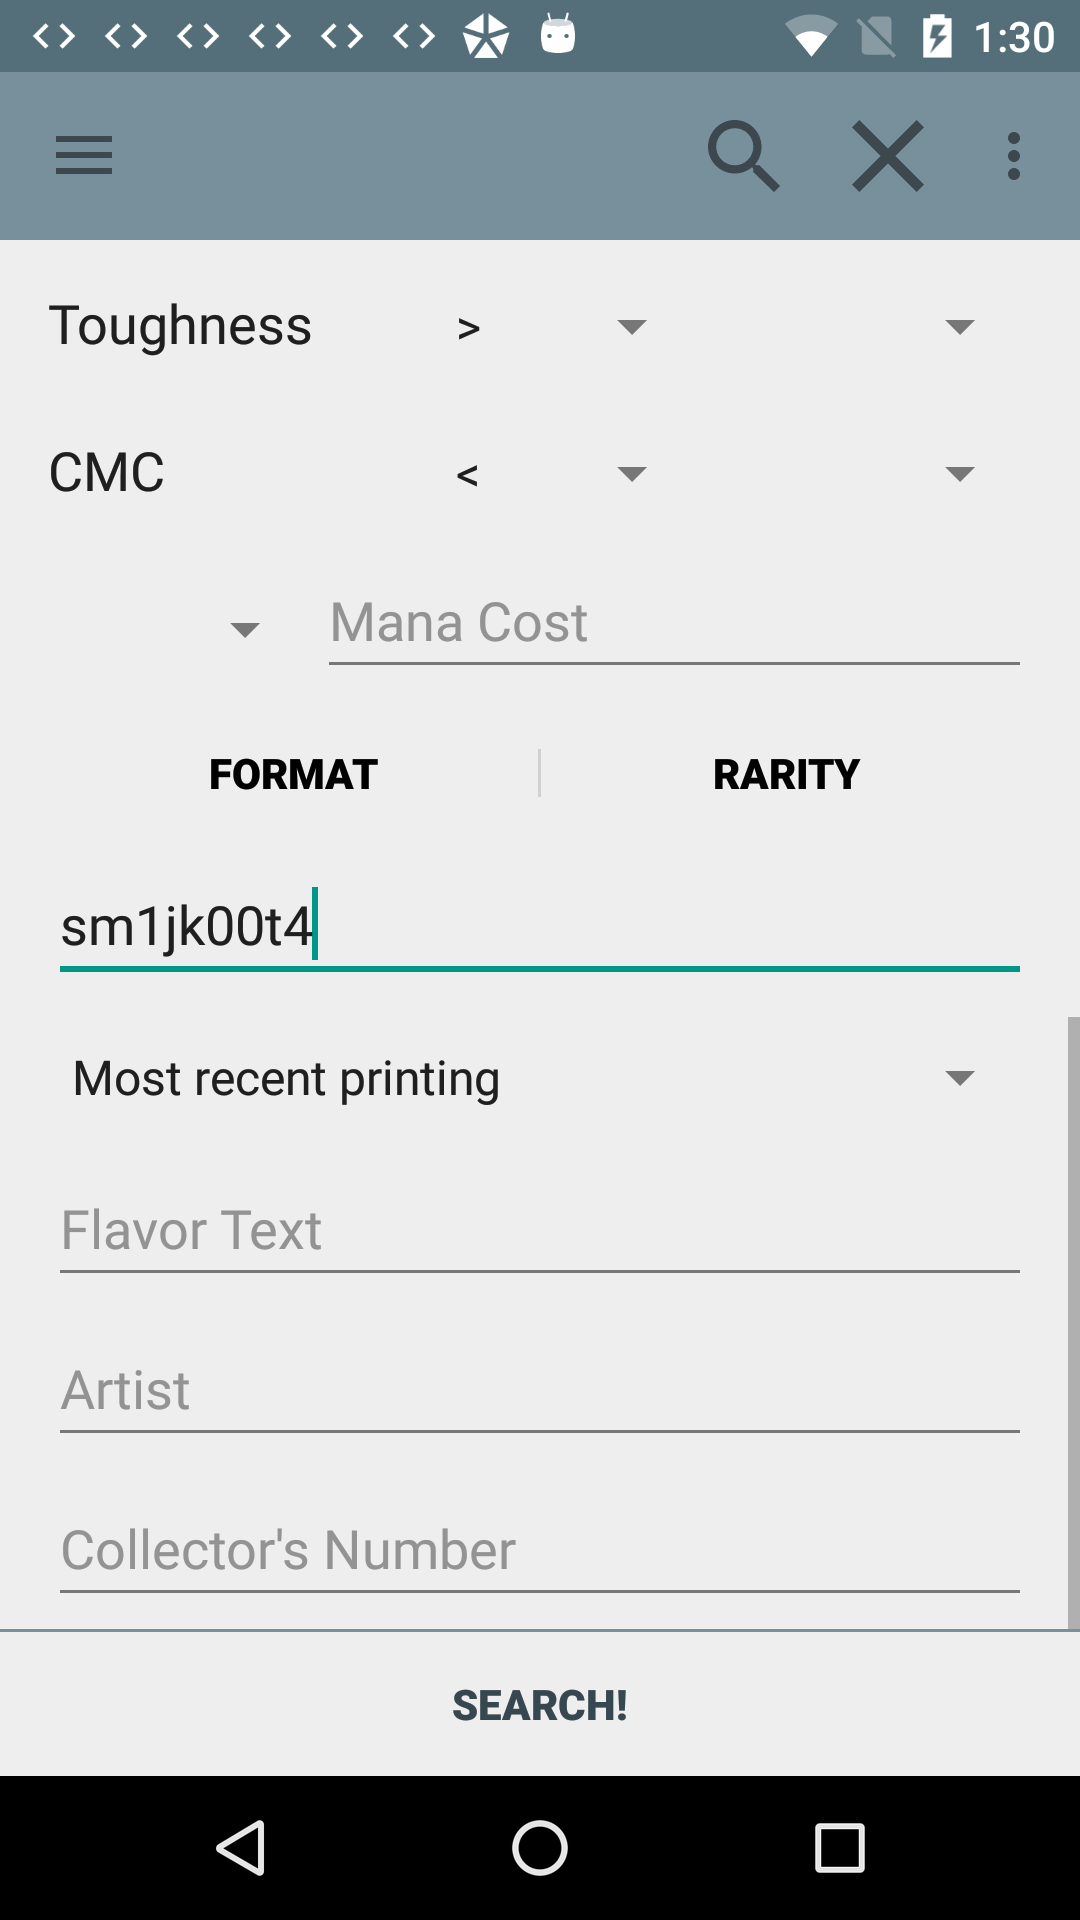 1:30
Toughness >
CMC <
Mana Cost
FORMAT RARITY
sm1jk00t4
Most recent printing
Flavor Text
Artist
Collector's Number
SEARCH!